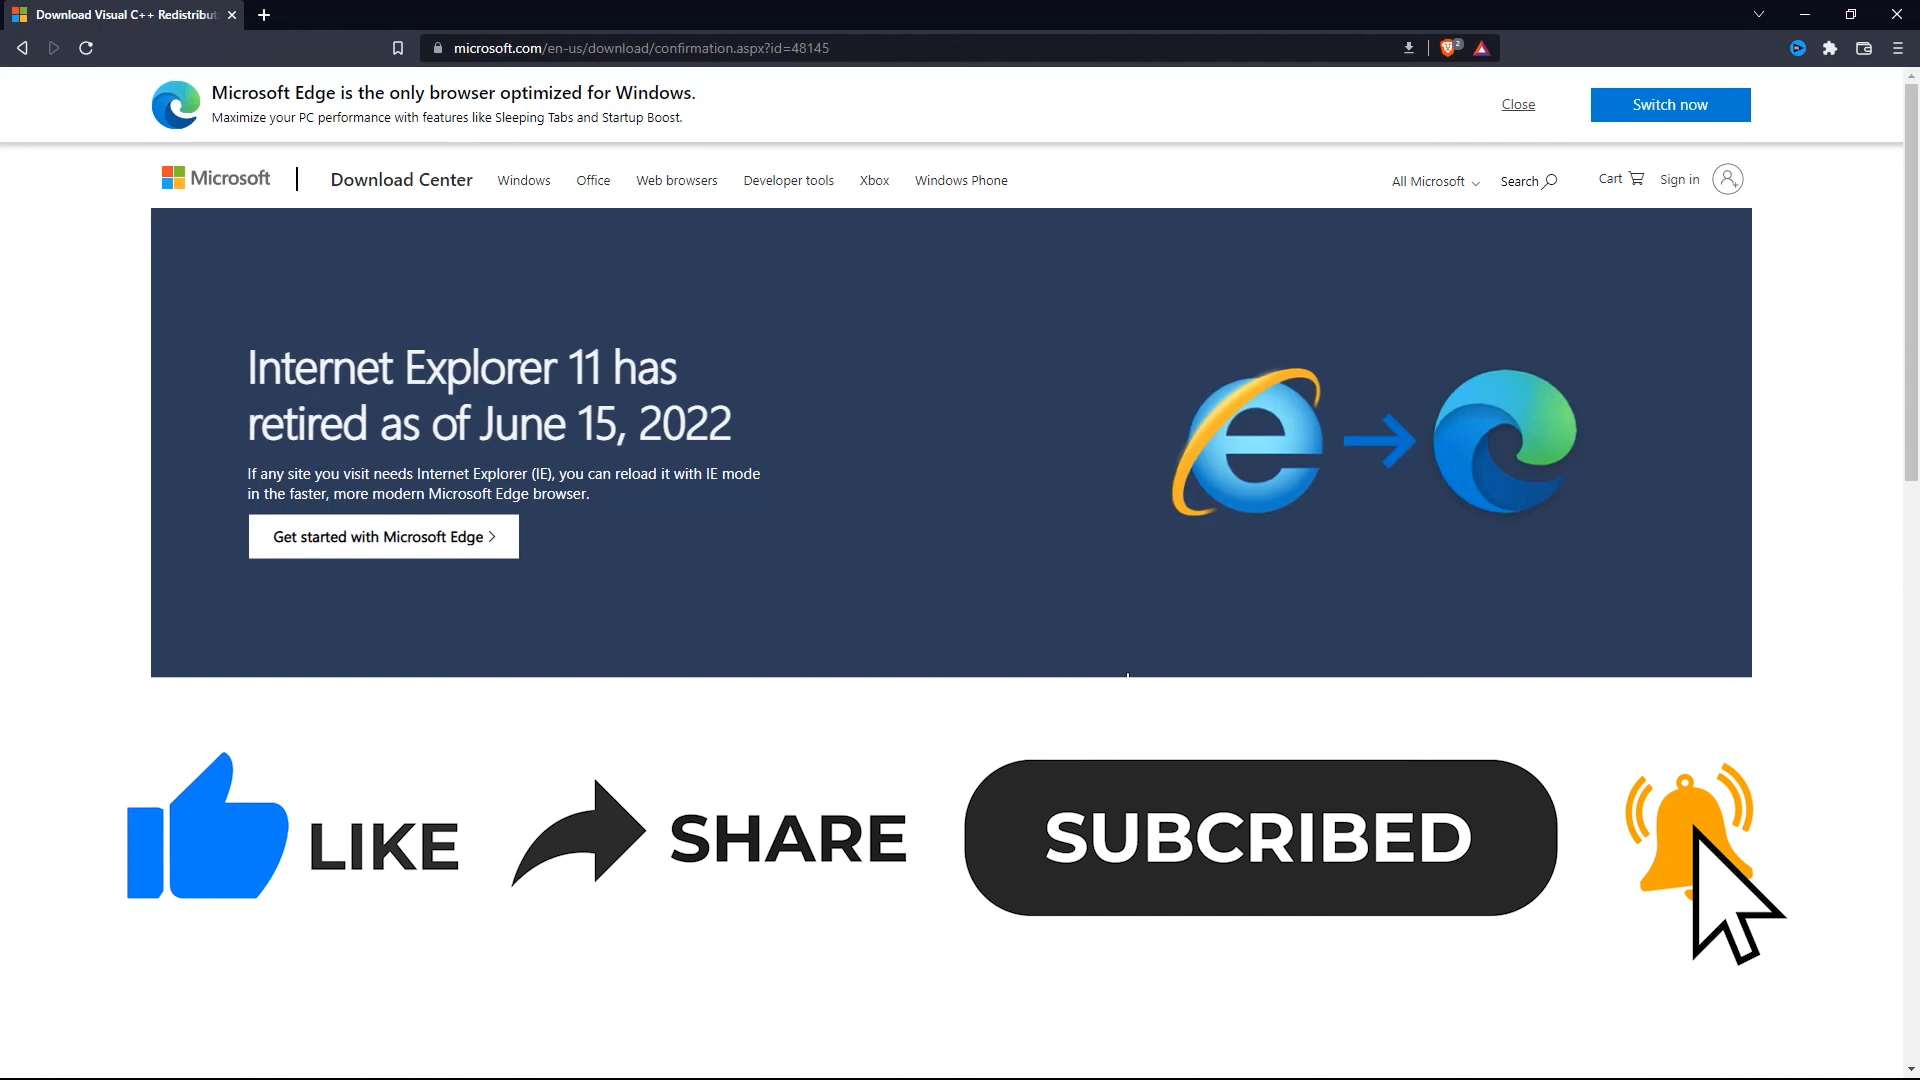 Download Visual C++ Redistribut
microsoft.com/en-us/download/confirmation.aspx?id=48145
2
Microsoft Edge is the only browser optimized for Windows.
Maximize your PC performance with features like Sleeping Tabs and Startup Boost.
Close
Switch now
Microsoft
Download Center
Windows
Office
Web browsers
Developer tools
Xbox
Windows Phone
All Microsoft
Search
Cart
Sign in
Internet Explorer 11 has
retired as of June 15, 2022
If any site you visit needs Internet Explorer (IE), you can reload it with IE mode
in the faster, more modern Microsoft Edge browser.
Get started with Microsoft Edge >
LIKE
SHARE
SUBCRIBED